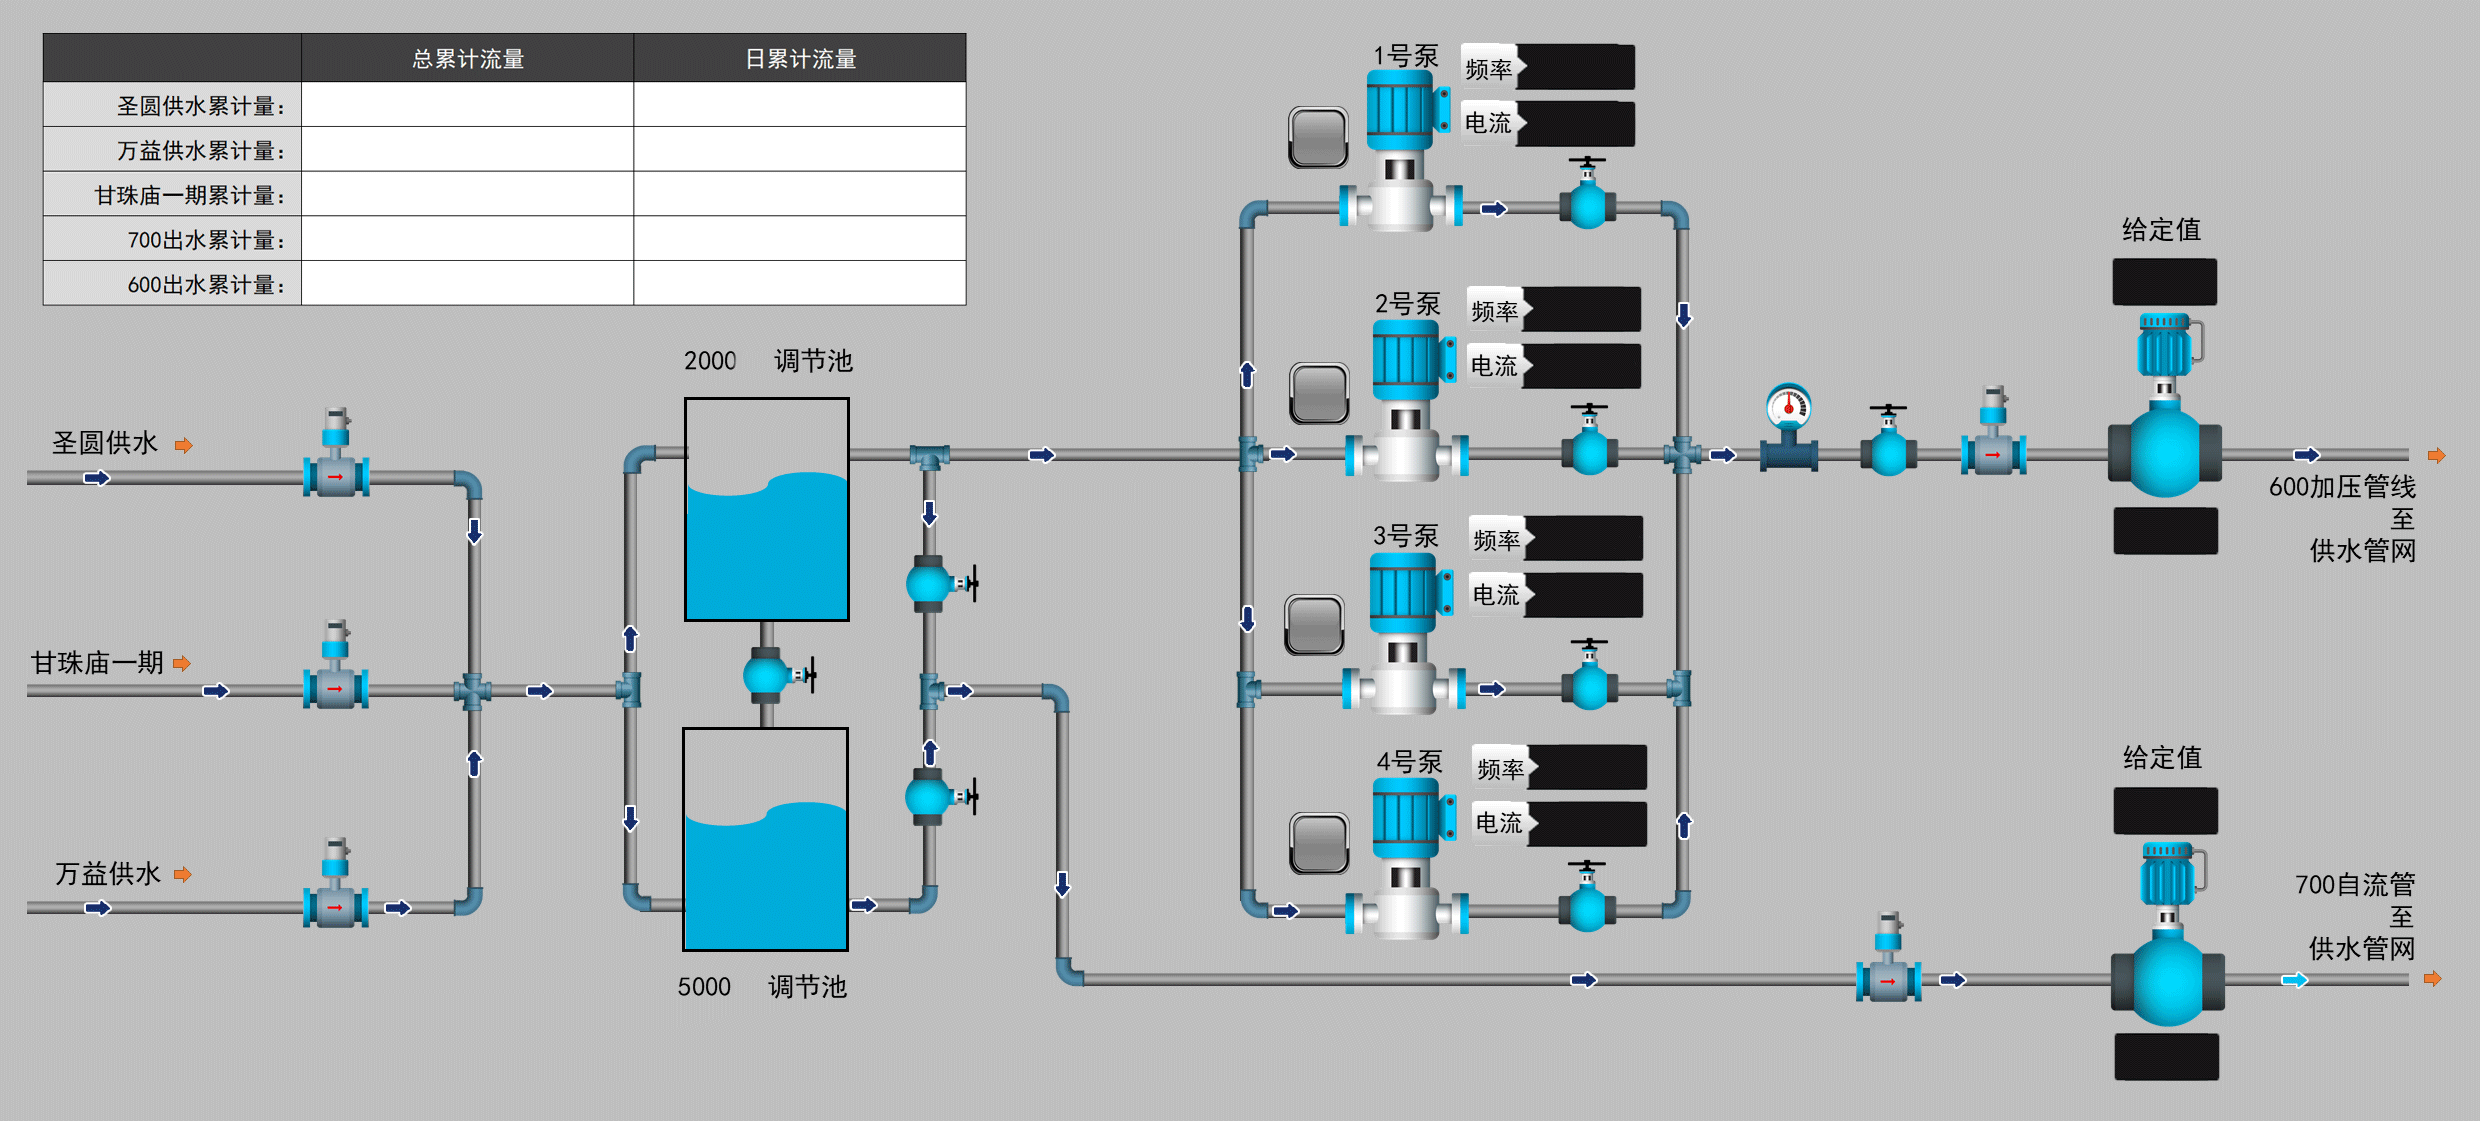 总累计流量 日累计流量
圣圆供水累计量：
万益供水累计量：
甘珠庙一期累计量：
700出水累计量：
600出水累计量：
1号泵
频率
电流
2号泵
频率
电流
3号泵
频率
电流
4号泵
频率
电流
给定值
2000 调节池
圣圆供水
甘珠庙一期
万益供水
5000 调节池
600加压管线
至
供水管网
给定值
700自流管
至
供水管网